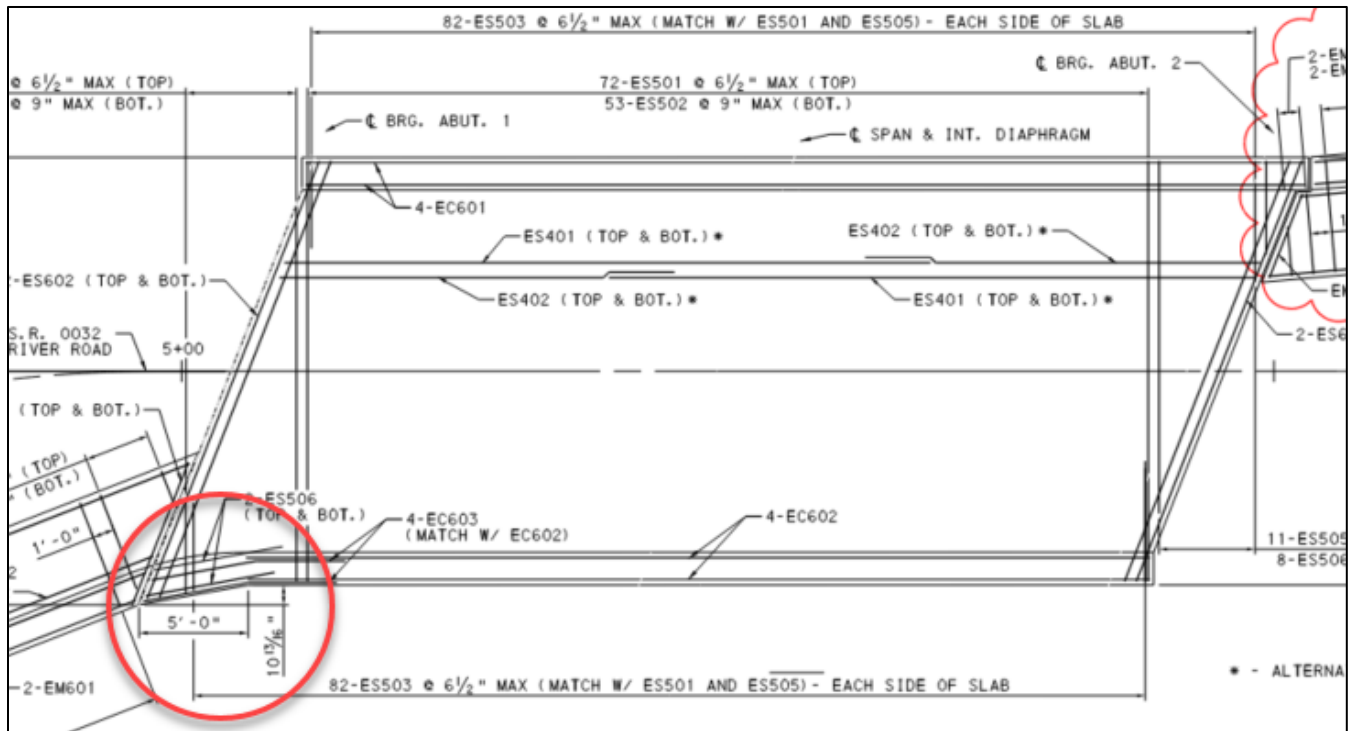 82-ES503 @ 6½" MAX (MATCH W/ ES501 AND ES505)- EACH SIDE OF SLAB
@ 6½" MAX (TOP)
@ 9" MAX (BOT.)
72-ES501 @ 6½" MAX (TOP)
53-ES502 @ 9" MAX (BOT.)
℄ BRG. ABUT. 2
℄ BRG. ABUT. 1
℄ SPAN & INT. DIAPHRAGM
4-EC601
ES401 (TOP & BOT.)*
ES402 (TOP & BOT.)*
-ES602 (TOP & BOT.)
ES402 (TOP & BOT.)*
ES401 (TOP & BOT.)*
S.R. 0032
RIVER ROAD
5+00
(TOP & BOT.)
(TOP)
(BOT.)
1'-0"
2-ES506
(TOP & BOT.)
4-EC603
(MATCH W/ EC602)
4-EC602
11-ES505
8-ES506
5'-0"
10 13/16"
2-EM601
82-ES503 @ 6½" MAX (MATCH W/ ES501 AND ES505)- EACH SIDE OF SLAB
* - ALTERNA